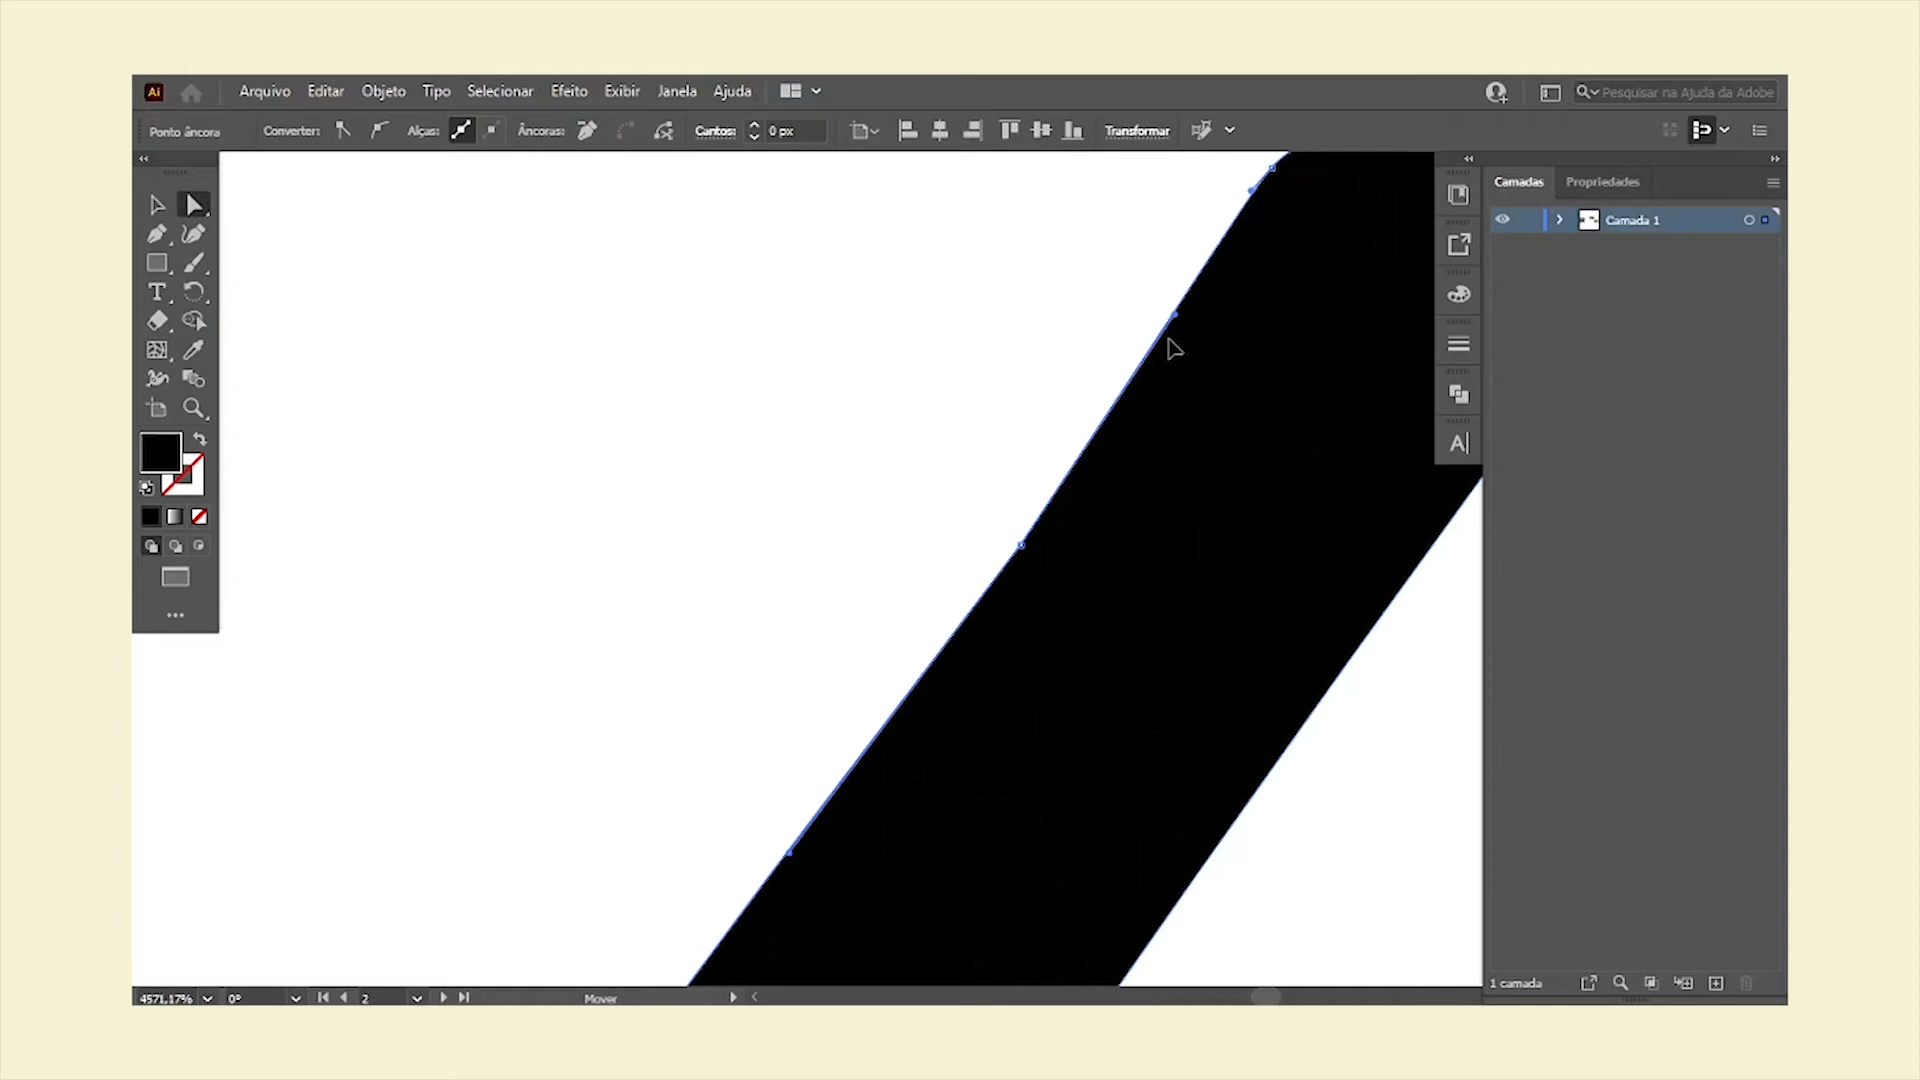 Ai Arquivo Editar Objeto Tipo Selecionar Efeito Exibir Janela Ajuda Pesquisar na Ajuda da Adobe
Ponto âncora Converter: Alças: Âncoras: Cantos: 0 px Transformar
Camadas Propriedades
Camada 1
1 camada
4571,17% 0° 2 Mover